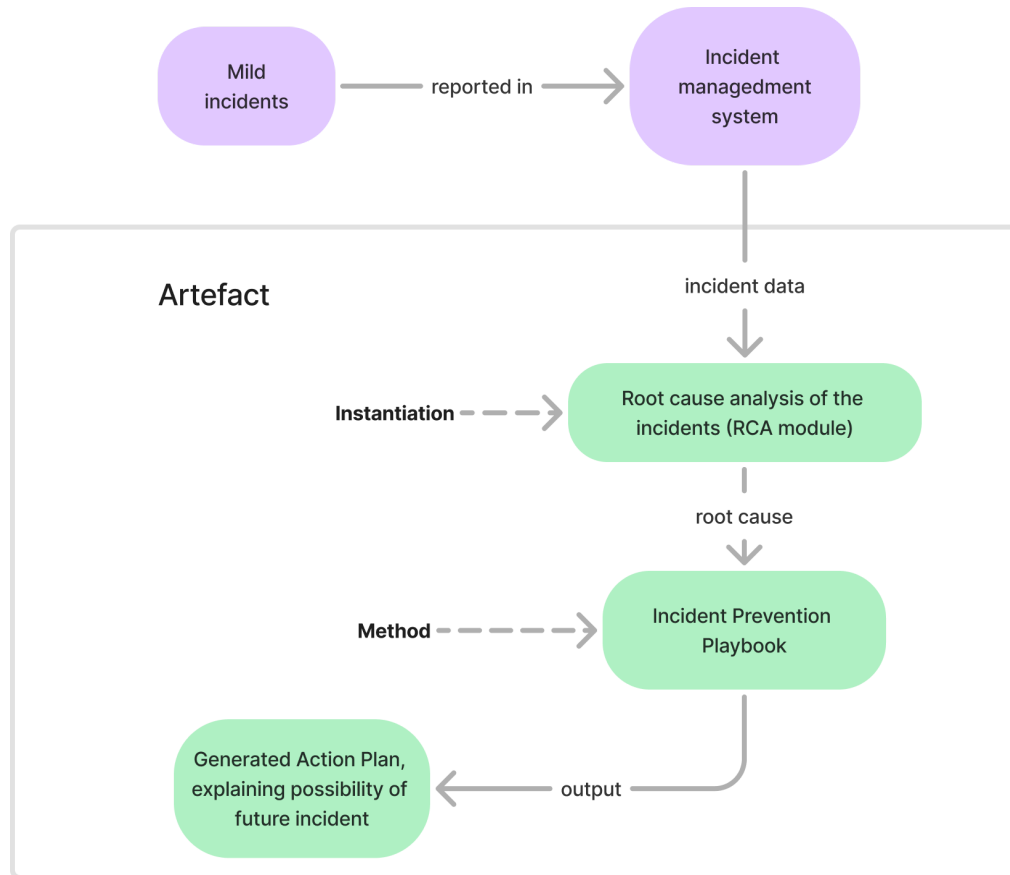 Mild
incidents
reported in
Incident
managedment
system
incident data
Artefact
Instantiation
Root cause analysis of the
incidents (RCA module)
root cause
Method
Incident Prevention
Playbook
Generated Action Plan,
explaining possibility of
future incident
output